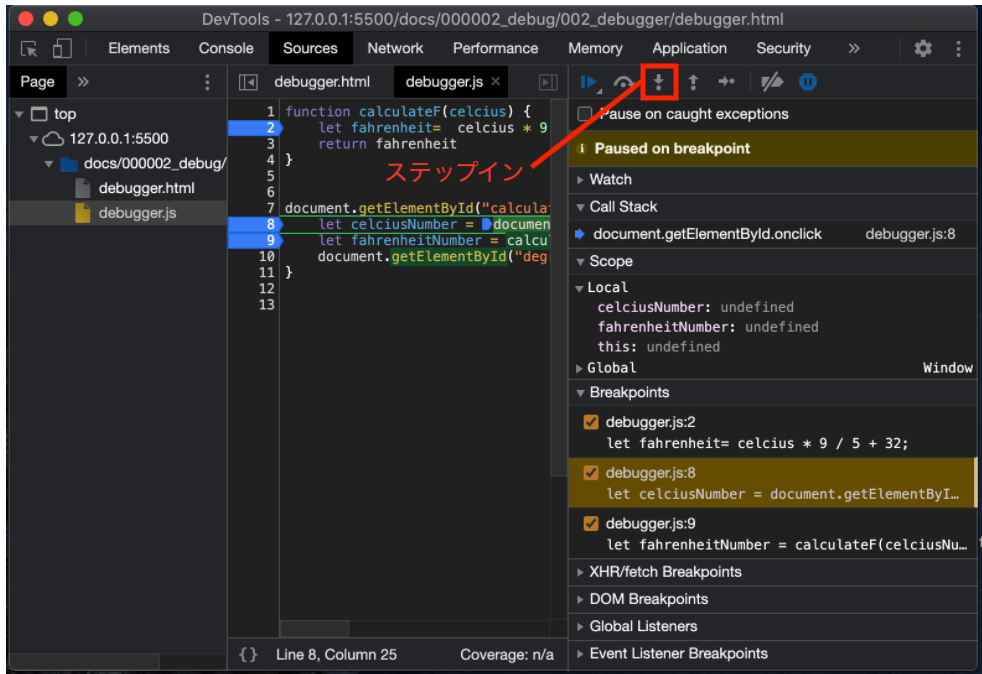 DevTools - 127.0.0.1:5500/docs/000002_debug/002_debugger/debugger.html
Elements Console Sources Network Performance Memory Application Security »
Page »
debugger.html debugger.js ×
top
127.0.0.1:5500
docs/000002_debug/
debugger.html
debugger.js
1 function calculateF(celcius) {
2 let fahrenheit=  celcius * 9
3 return fahrenheit
4 }
5
6
7 document.getElementById("calcula
8 let celciusNumber = documen
9 let fahrenheitNumber = calcu
10 document.getElementById("deg
11 }
12
13
ステップイン
{} Line 8, Column 25 Coverage: n/a
Pause on caught exceptions
Paused on breakpoint
Watch
Call Stack
document.getElementById.onclick debugger.js:8
Scope
Local
celciusNumber: undefined
fahrenheitNumber: undefined
this: undefined
Global Window
Breakpoints
debugger.js:2
let fahrenheit= celcius * 9 / 5 + 32;
debugger.js:8
let celciusNumber = document.getElementByI…
debugger.js:9
let fahrenheitNumber = calculateF(celciusNu…
XHR/fetch Breakpoints
DOM Breakpoints
Global Listeners
Event Listener Breakpoints